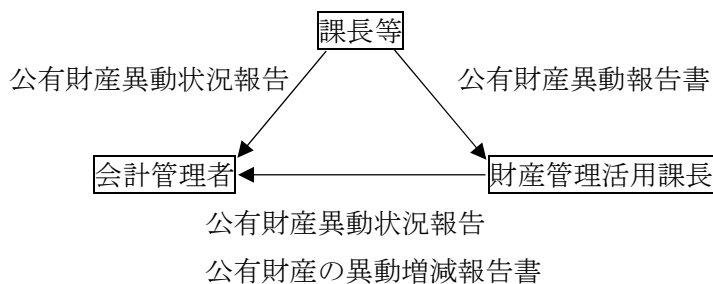 課長等
公有財産異動状況報告
公有財産異動報告書
会計管理者
財産管理活用課長
公有財産異動状況報告
公有財産の異動増減報告書